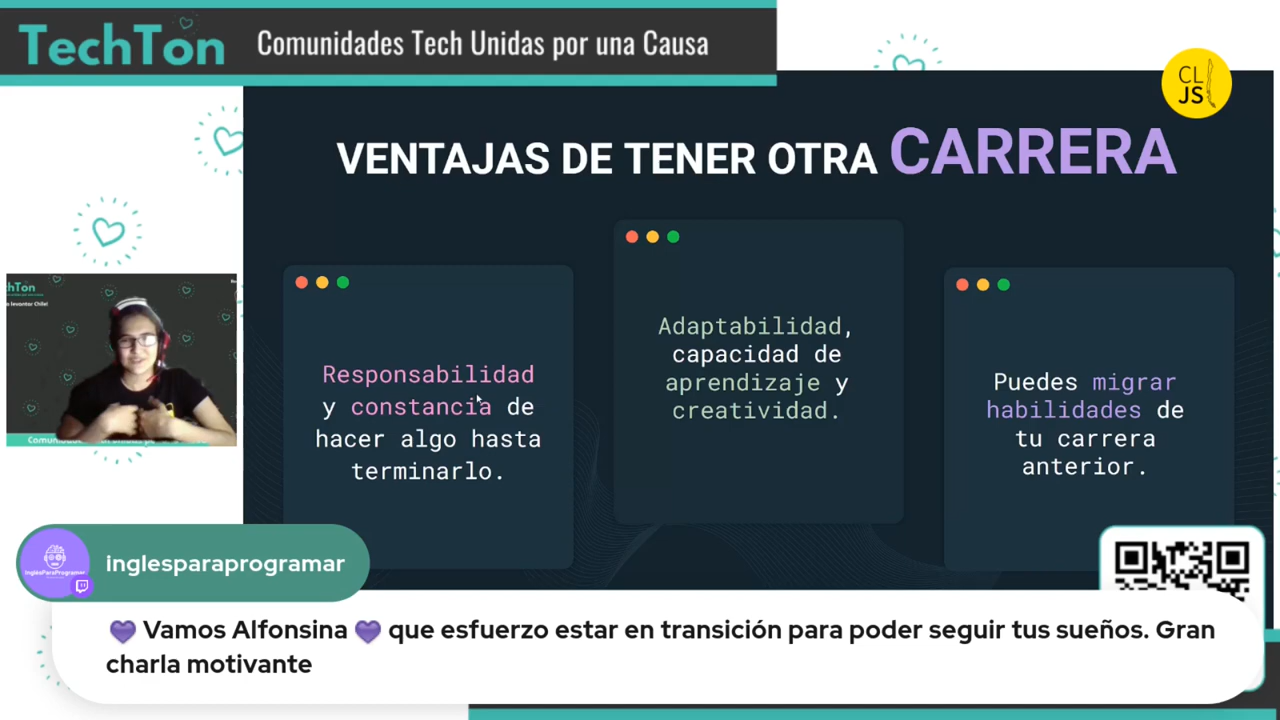 TechTon
Comunidades Tech Unidas por una Causa
CL
JS
VENTAJAS DE TENER OTRA CARRERA
Responsabilidad
y constancia de
hacer algo hasta
terminarlo.
Adaptabilidad,
capacidad de
aprendizaje y
creatividad.
Puedes migrar
habilidades de
tu carrera
anterior.
inglesparaprogramar
💜 Vamos Alfonsina 💜 que esfuerzo estar en transición para poder seguir tus sueños. Gran
charla motivante